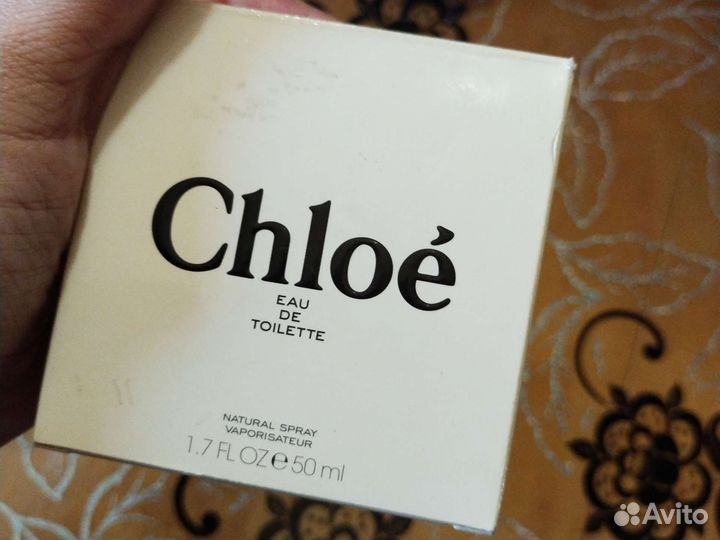 Chloé
EAU
DE
TOILETTE
NATURAL SPRAY
VAPORISATEUR
1.7 FL OZ e 50 ml
Avito